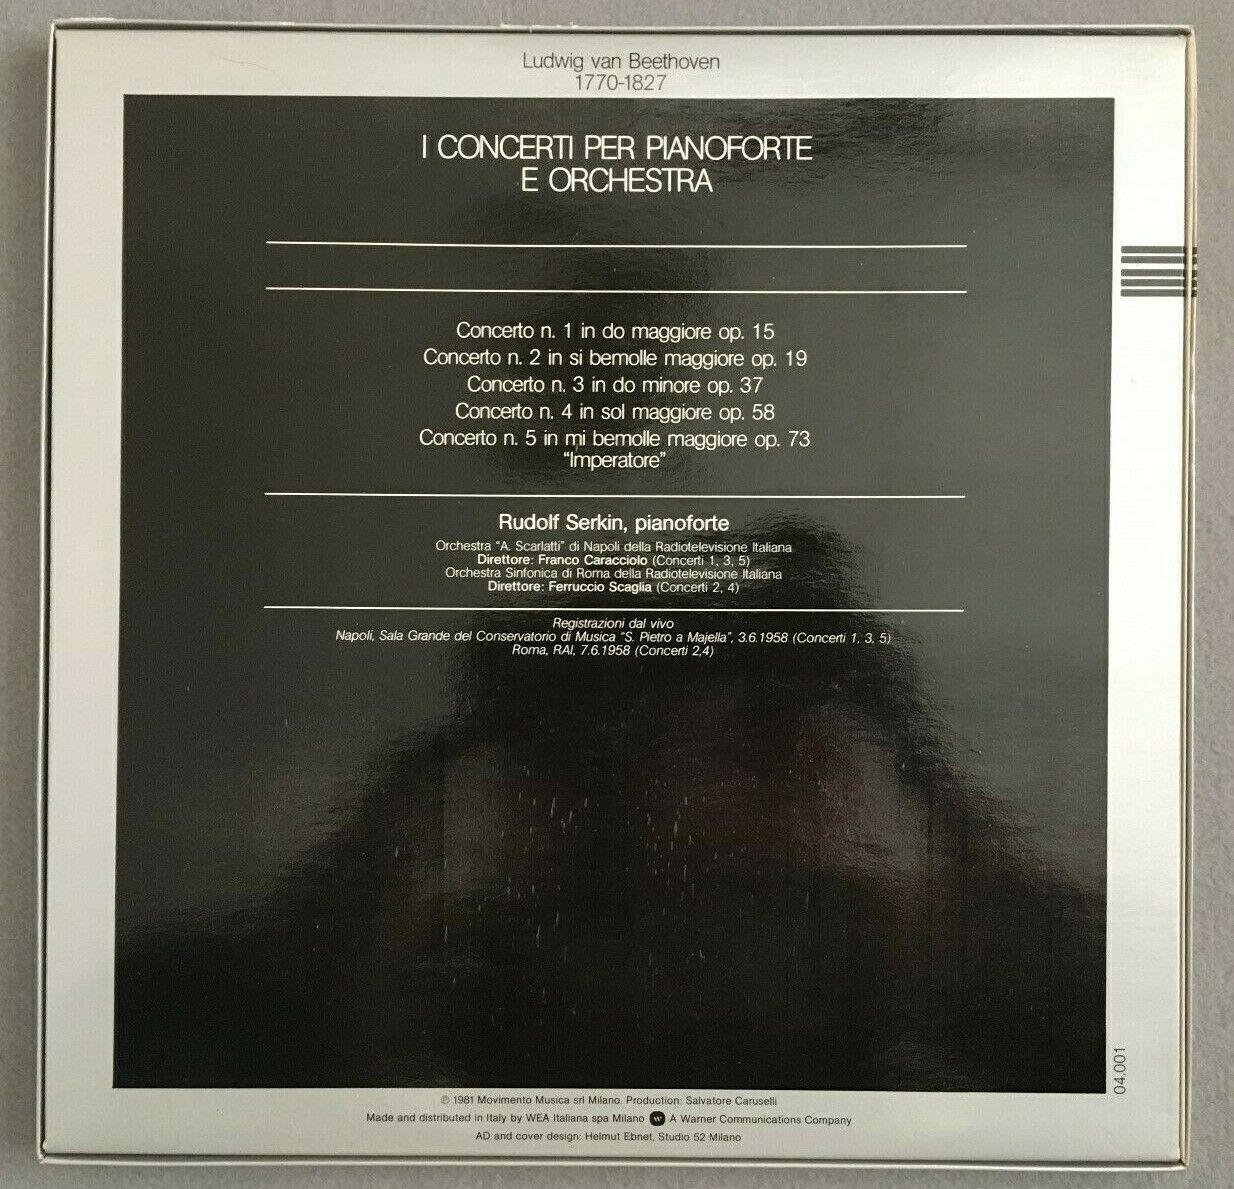 Ludwig van Beethoven
1770-1827
I CONCERTI PER PIANOFORTE
E ORCHESTRA
Concerto n. 1 in do maggiore op. 15
Concerto n. 2 in si bemolle maggiore op. 19
Concerto n. 3 in do minore op. 37
Concerto n. 4 in sol maggiore op. 58
Concerto n. 5 in mi bemolle maggiore op. 73
“Imperatore”
Rudolf Serkin, pianoforte
Orchestra “A. Scarlatti” di Napoli della Radiotelevisione Italiana
Direttore: Franco Caracciolo (Concerti 1, 3, 5)
Orchestra Sinfonica di Roma della Radiotelevisione Italiana
Direttore: Ferruccio Scaglia (Concerti 2, 4)
Registrazioni dal vivo
Napoli, Sala Grande del Conservatorio di Musica “S. Pietro a Majella”, 3.6.1958 (Concerti 1, 3, 5)
Roma, RAI, 7.6.1958 (Concerti 2,4)
04.001
℗ 1981 Movimento Musica srl Milano. Production: Salvatore Caruselli
Made and distributed in Italy by WEA Italiana spa Milano A Warner Communications Company
AD and cover design: Helmut Ebnet, Studio 52 Milano